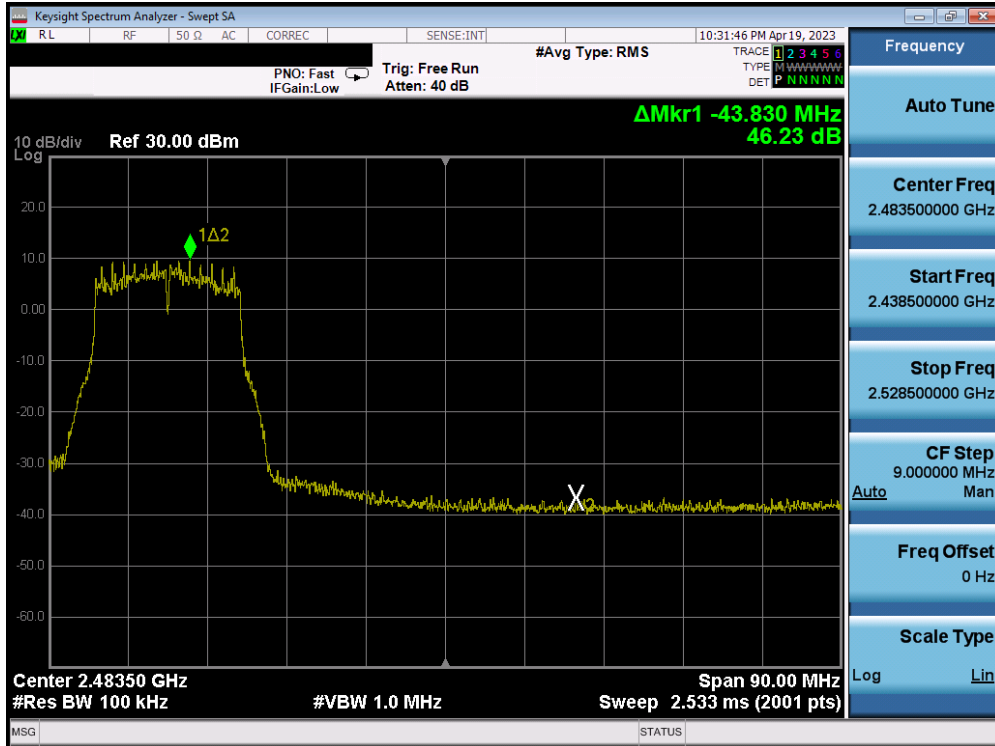 Keysight Spectrum Analyzer - Swept SA
LXI RL RF 50 Ω AC CORREC SENSE:INT 10:31:46 PM Apr 19, 2023
#Avg Type: RMS
TRACE 1 2 3 4 5 6
TYPE M W W W W W
DET P N N N N N
PNO: Fast
IFGain:Low
Trig: Free Run
Atten: 40 dB
ΔMkr1 -43.830 MHz
46.23 dB
10 dB/div Ref 30.00 dBm
Log
20.0
1Δ2
10.0
0.00
-10.0
-20.0
-30.0
X2
-40.0
-50.0
-60.0
Center 2.48350 GHz
Span 90.00 MHz
#Res BW 100 kHz
#VBW 1.0 MHz
Sweep 2.533 ms (2001 pts)
MSG
STATUS
Frequency
Auto Tune
Center Freq
2.483500000 GHz
Start Freq
2.438500000 GHz
Stop Freq
2.528500000 GHz
CF Step
9.000000 MHz
Auto Man
Freq Offset
0 Hz
Scale Type
Log Lin